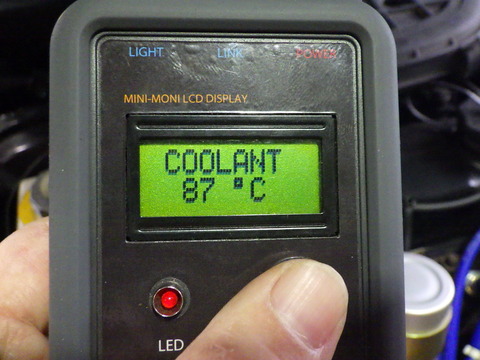 LIGHT LINK POWER
MINI-MONI LCD DISPLAY
COOLANT
87 °C
LED